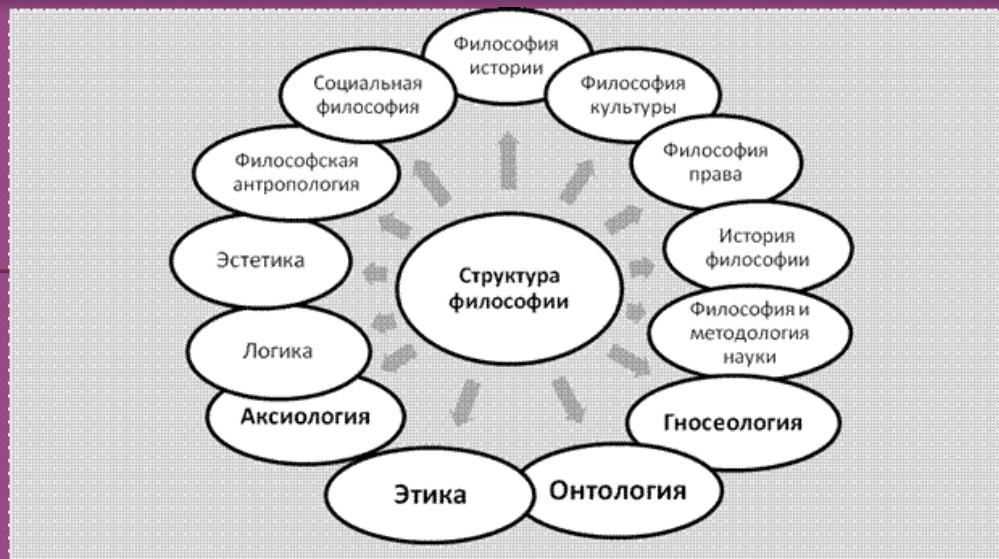 Философия
истории
Социальная
философия
Философия
культуры
Философская
антропология
Философия
права
Эстетика
История
философии
Структура
философии
Логика
Философия и
методология
науки
Аксиология
Гносеология
Этика
Онтология